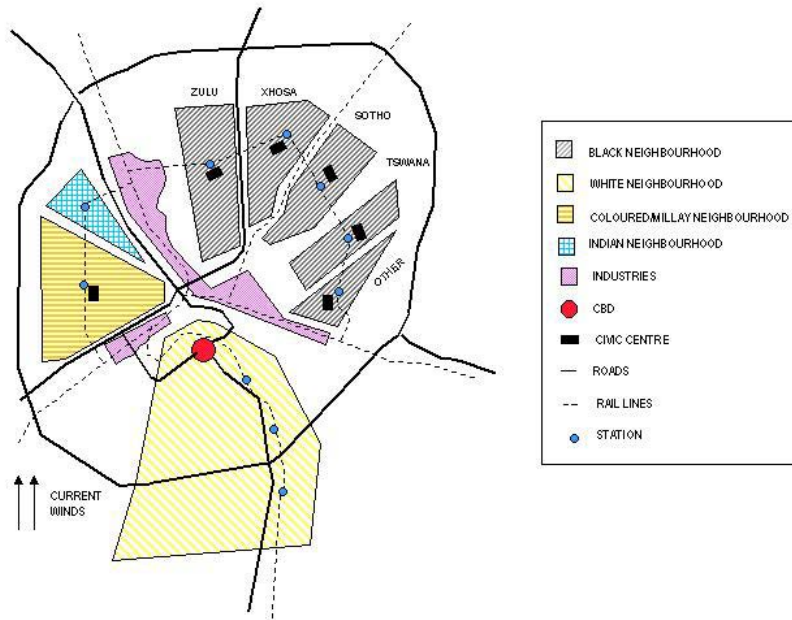 ZULU
XHOSA
SOTHO
TSWANA
OTHER
CURRENT
WINDS
BLACK NEIGHBOURHOOD
WHITE NEIGHBOURHOOD
COLOURED/MILLAY NEIGHBOURHOOD
INDIAN NEIGHBOURHOOD
INDUSTRIES
CBD
CIVIC CENTRE
ROADS
RAIL LINES
STATION